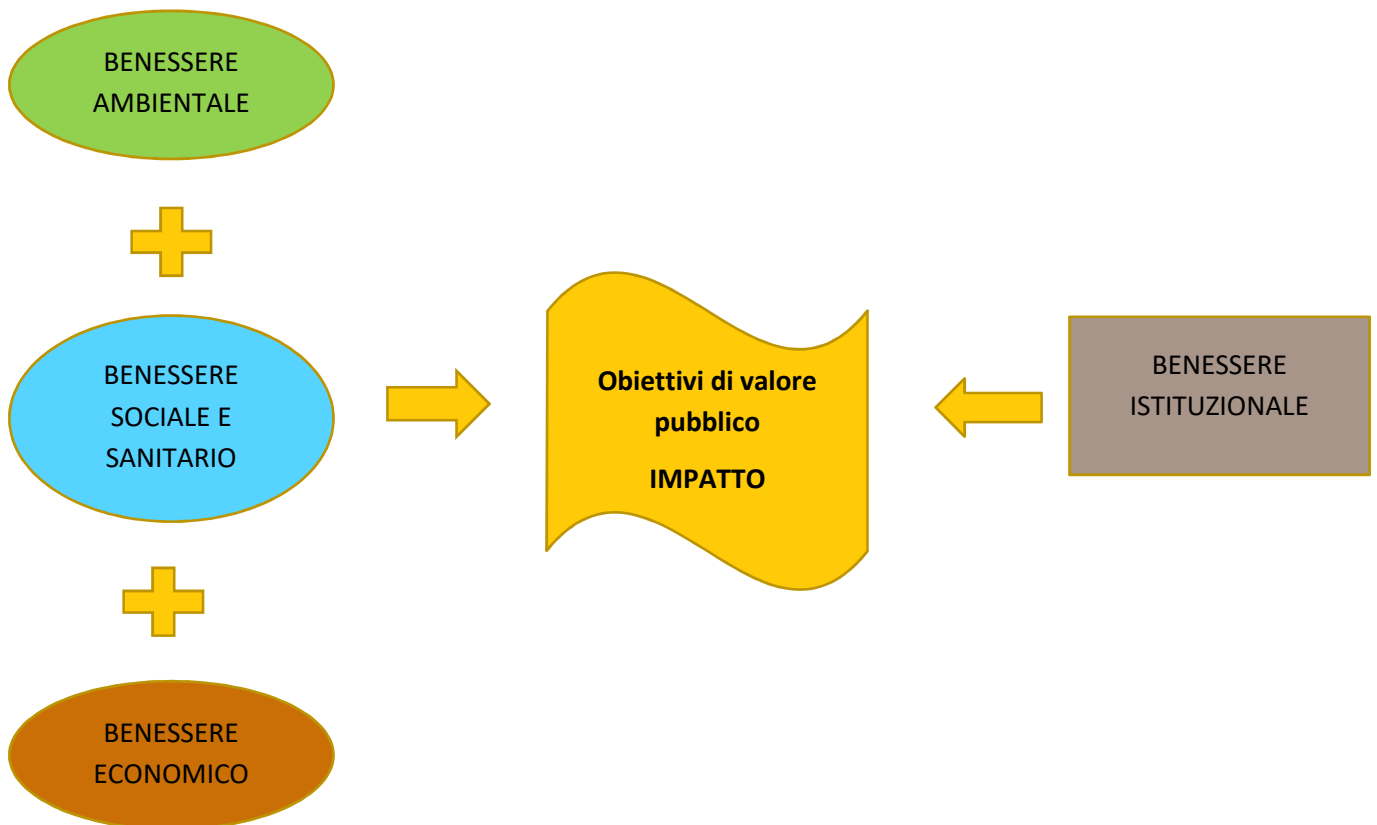 BENESSERE
AMBIENTALE
BENESSERE
SOCIALE E
SANITARIO
BENESSERE
ECONOMICO
Obiettivi di valore
pubblico
IMPATTO
BENESSERE
ISTITUZIONALE